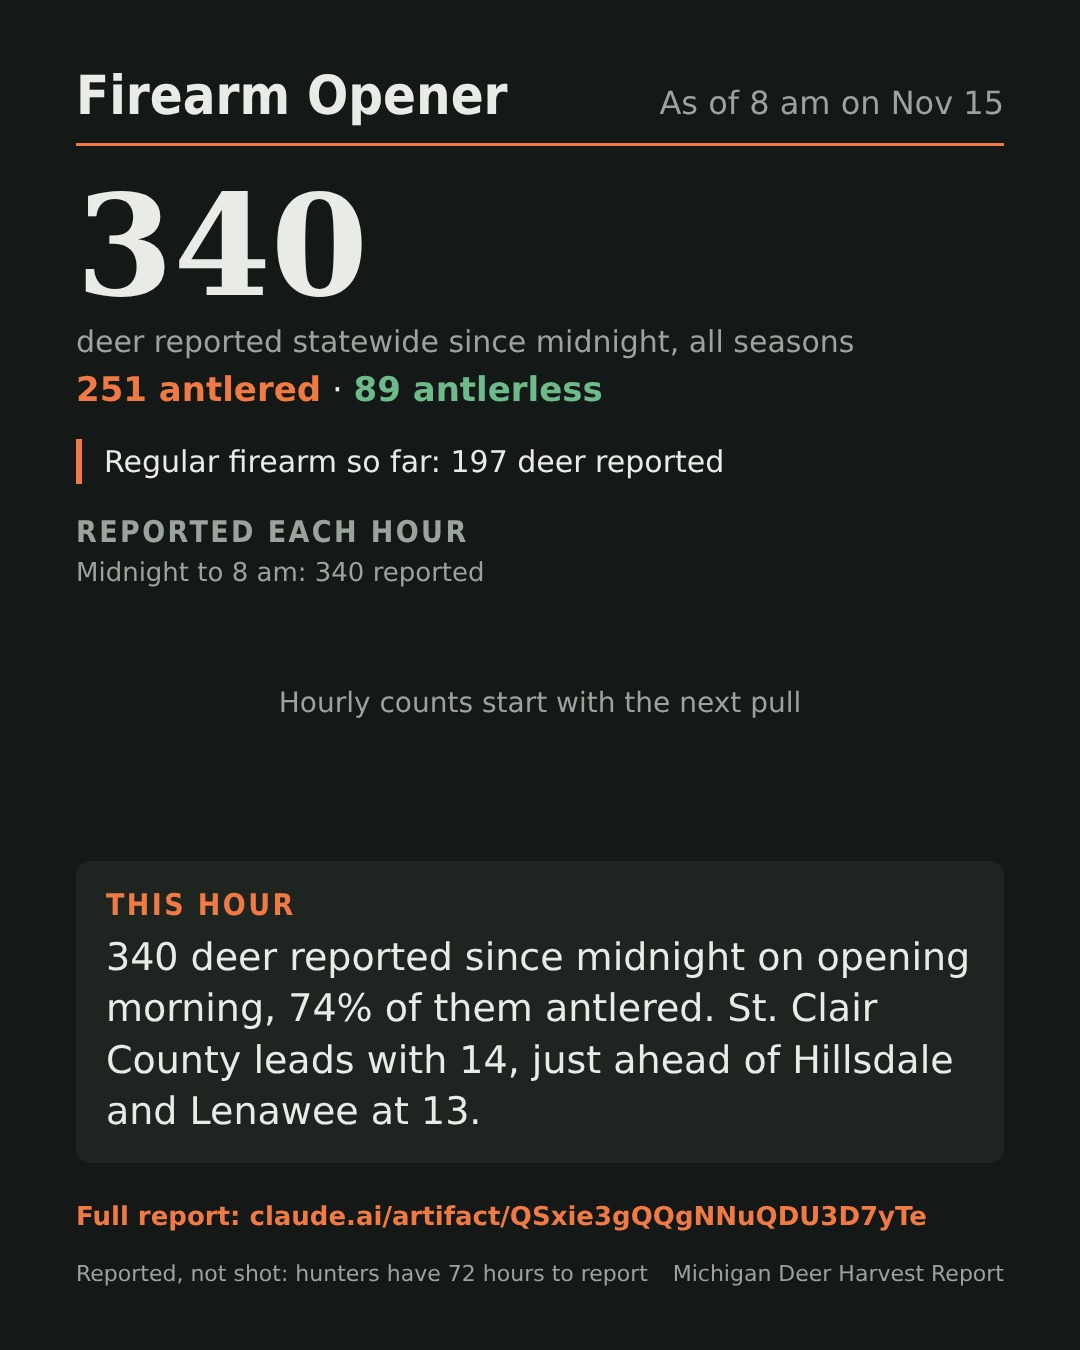 Firearm Opener
As of 8 am on Nov 15
340
deer reported statewide since midnight, all seasons
251 antlered · 89 antlerless
Regular firearm so far: 197 deer reported
REPORTED EACH HOUR
Midnight to 8 am: 340 reported
Hourly counts start with the next pull
THIS HOUR
340 deer reported since midnight on opening
morning, 74% of them antlered. St. Clair
County leads with 14, just ahead of Hillsdale
and Lenawee at 13.
Full report: claude.ai/artifact/QSxie3gQQgNNuQDU3D7yTe
Reported, not shot: hunters have 72 hours to report
Michigan Deer Harvest Report